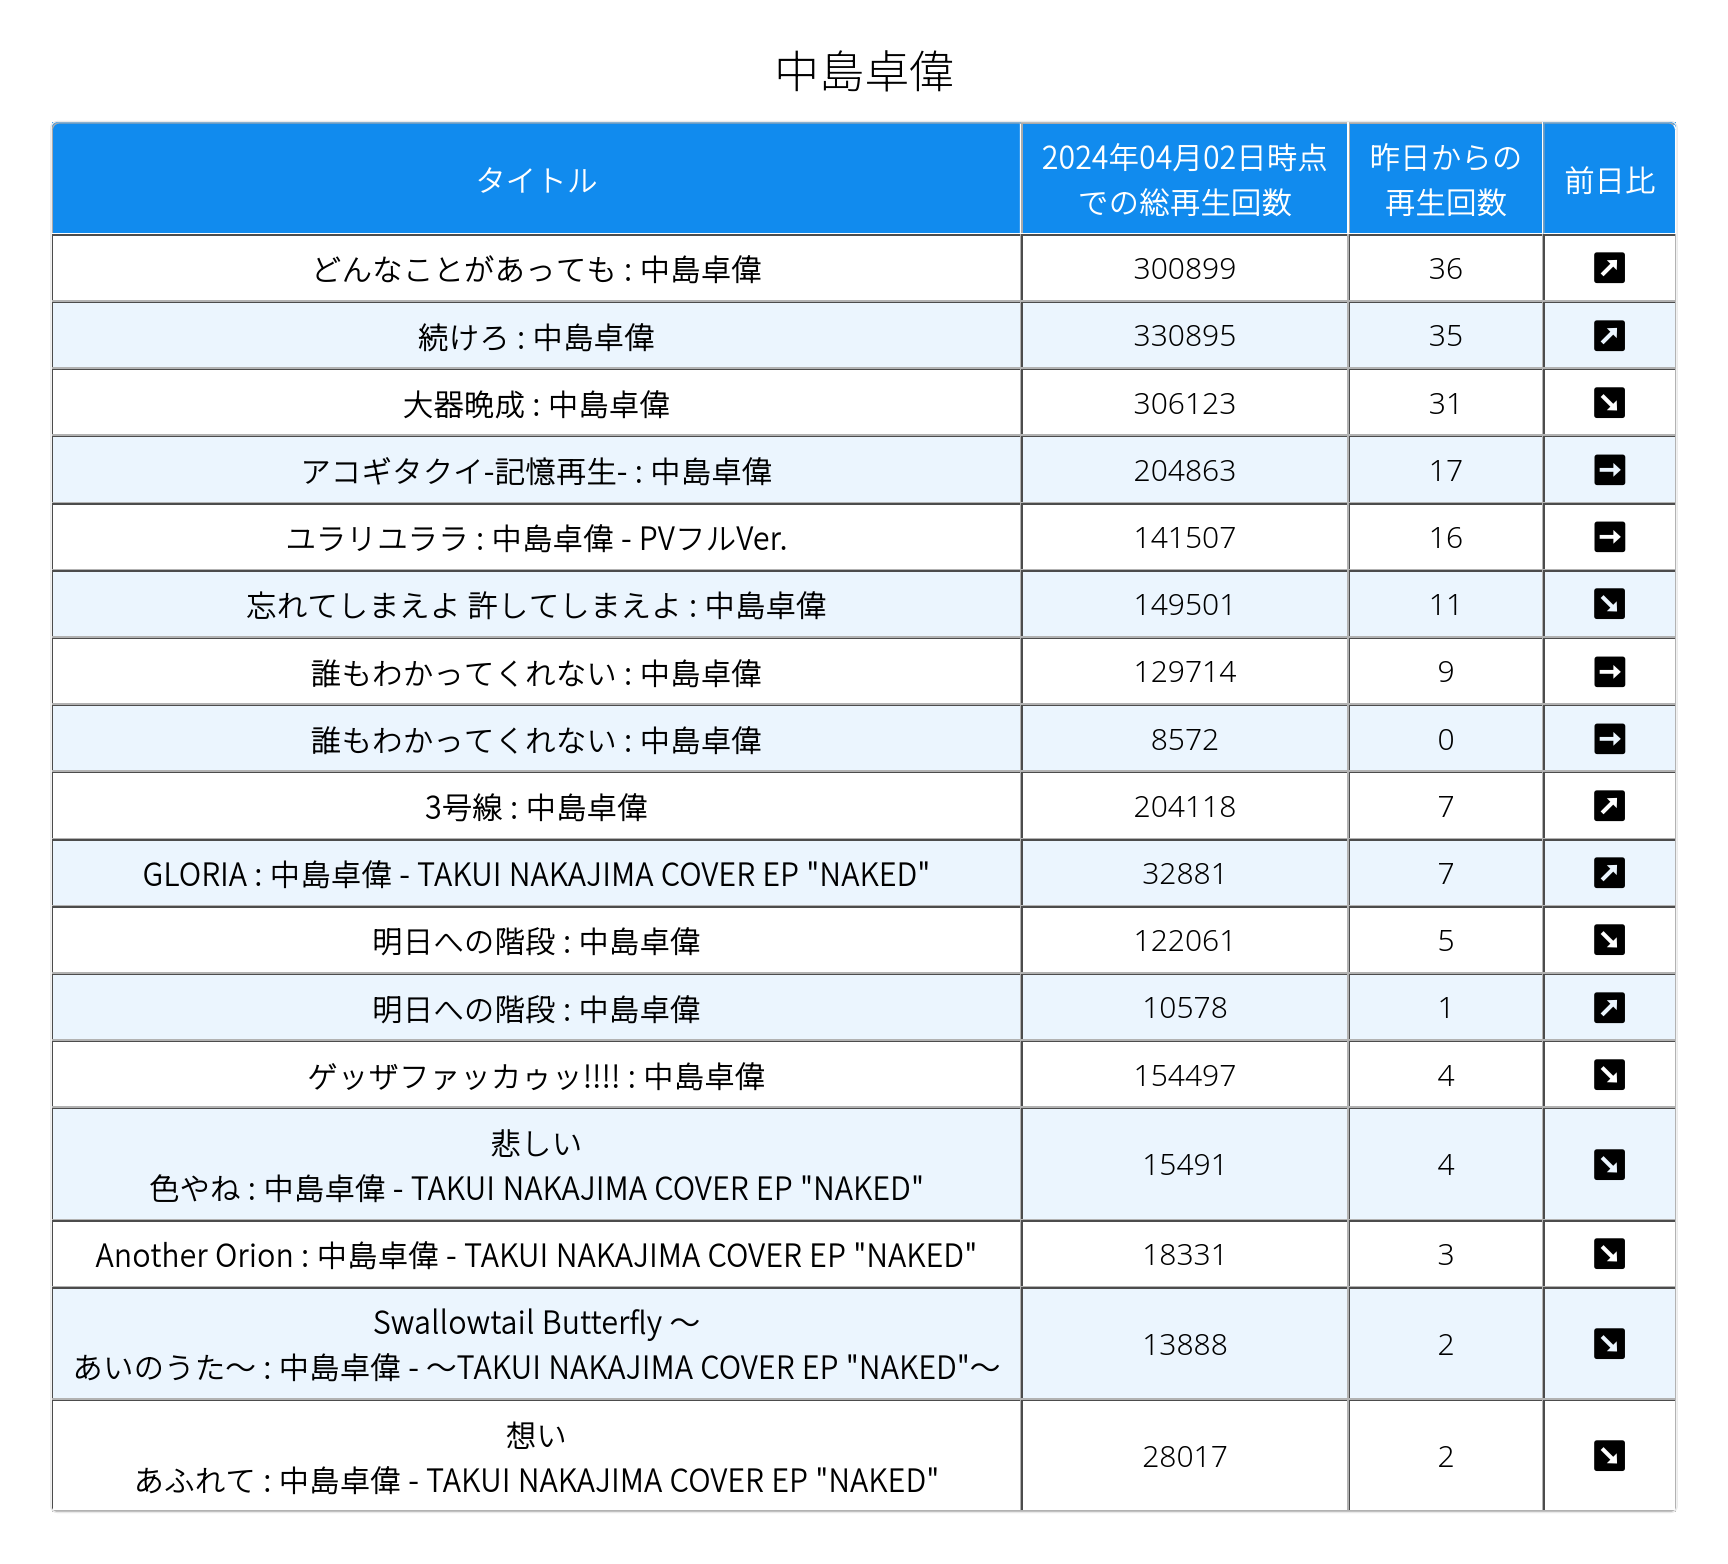 中島卓偉
タイトル
2024年04月02日時点
での総再生回数
昨日からの
再生回数
前日比
どんなことがあっても : 中島卓偉 300899 36 ↗
続けろ : 中島卓偉 330895 35 ↗
大器晩成 : 中島卓偉 306123 31 ↘
アコギタクイ-記憶再生- : 中島卓偉 204863 17 →
ユラリユララ : 中島卓偉 - PVフルVer. 141507 16 →
忘れてしまえよ 許してしまえよ : 中島卓偉 149501 11 ↘
誰もわかってくれない : 中島卓偉 129714 9 →
誰もわかってくれない : 中島卓偉 8572 0 →
3号線 : 中島卓偉 204118 7 ↗
GLORIA : 中島卓偉 - TAKUI NAKAJIMA COVER EP "NAKED" 32881 7 ↗
明日への階段 : 中島卓偉 122061 5 ↘
明日への階段 : 中島卓偉 10578 1 ↗
ゲッザファッカゥッ!!!! : 中島卓偉 154497 4 ↘
悲しい
色やね : 中島卓偉 - TAKUI NAKAJIMA COVER EP "NAKED" 15491 4 ↘
Another Orion : 中島卓偉 - TAKUI NAKAJIMA COVER EP "NAKED" 18331 3 ↘
Swallowtail Butterfly ～
あいのうた～ : 中島卓偉 - ～TAKUI NAKAJIMA COVER EP "NAKED"～ 13888 2 ↘
想い
あふれて : 中島卓偉 - TAKUI NAKAJIMA COVER EP "NAKED" 28017 2 ↘